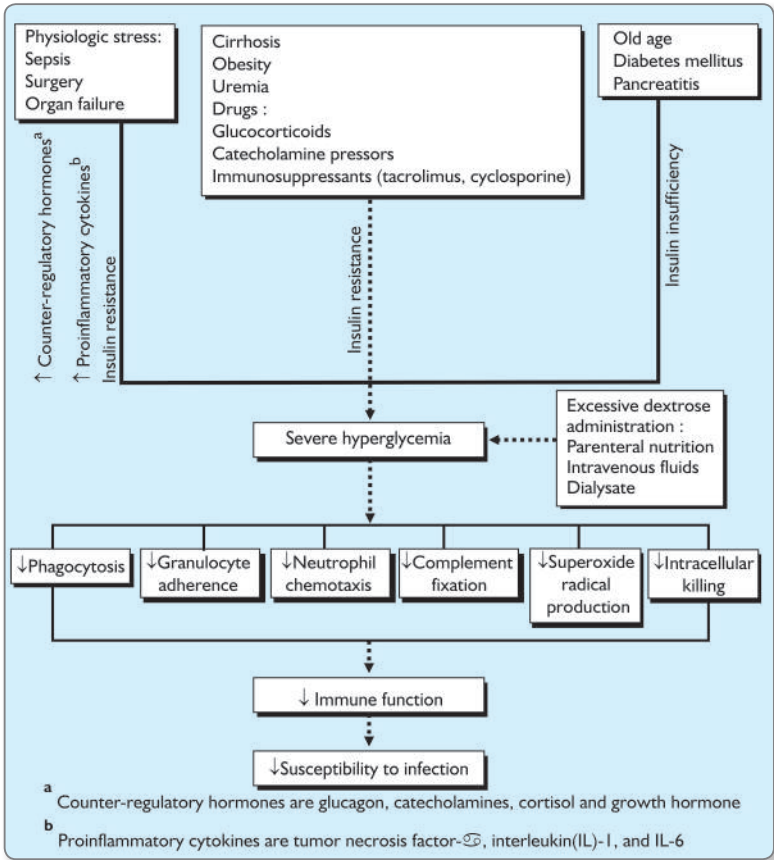 Physiologic stress:
Sepsis
Surgery
Organ failure
Cirrhosis
Obesity
Uremia
Drugs :
Glucocorticoids
Catecholamine pressors
Immunosuppressants (tacrolimus, cyclosporine)
Old age
Diabetes mellitus
Pancreatitis
↑ Counter-regulatory hormones a
↑ Proinflammatory cytokines b
Insulin resistance
Insulin resistance
Insulin insufficiency
Severe hyperglycemia
Excessive dextrose
administration :
Parenteral nutrition
Intravenous fluids
Dialysate
↓Phagocytosis
↓Granulocyte
adherence
↓Neutrophil
chemotaxis
↓Complement
fixation
↓Superoxide
radical
production
↓Intracellular
killing
↓ Immune function
↓Susceptibility to infection
a Counter-regulatory hormones are glucagon, catecholamines, cortisol and growth hormone
b Proinflammatory cytokines are tumor necrosis factor-♋, interleukin(IL)-1, and IL-6